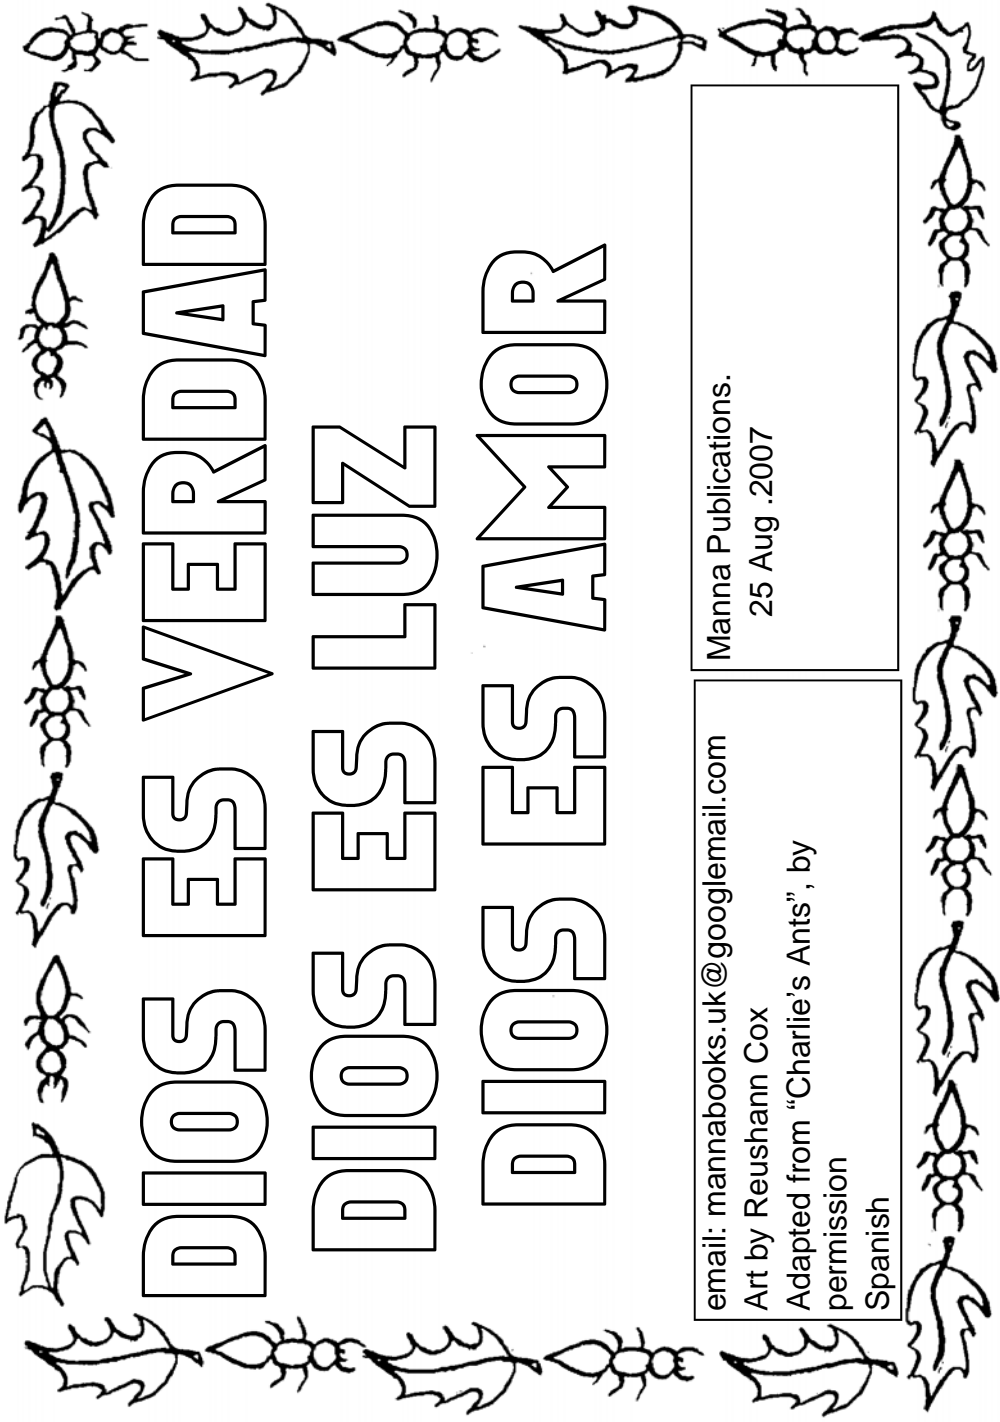 DIOS ES VERDAD
DIOS ES LUZ
DIOS ES AMOR
email: mannabooks.uk@googlemail.com
Art by Reushann Cox
Adapted from “Charlie’s Ants”, by
permission
Spanish
Manna Publications.
25 Aug .2007